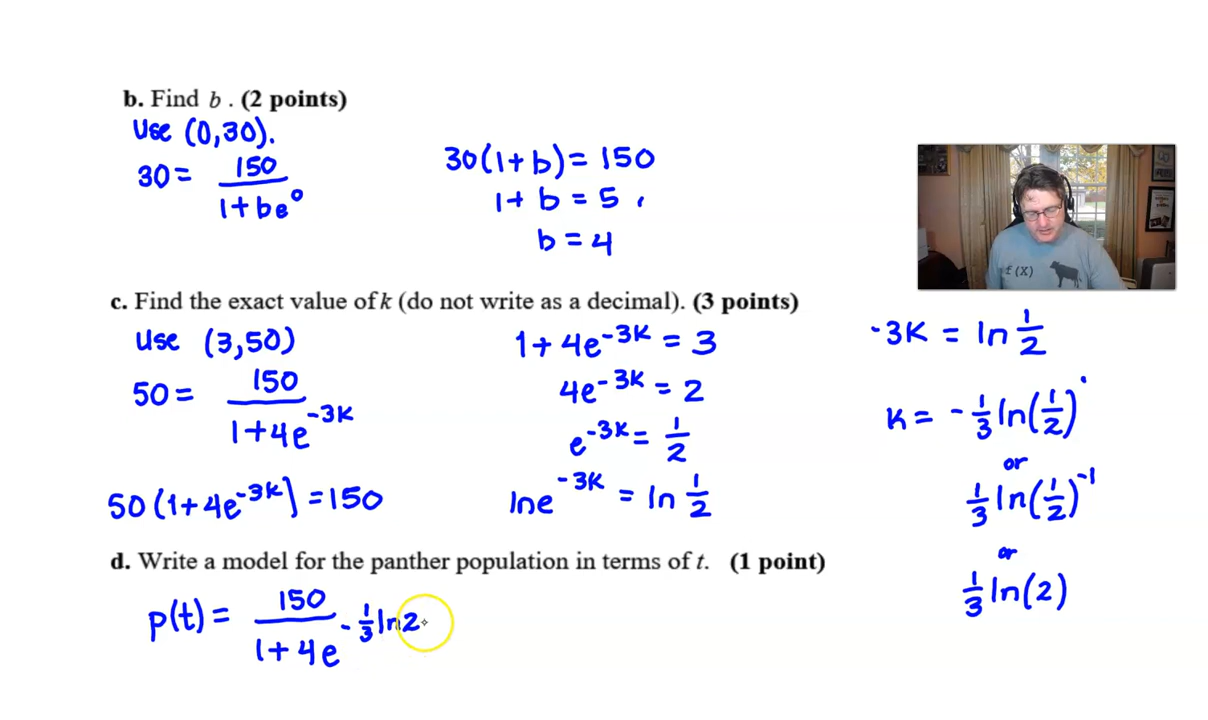 b. Find b . (2 points)
Use (0,30).
30 = 150 / 1 + be⁰
30(1 + b) = 150
1 + b = 5
b = 4
c. Find the exact value of k (do not write as a decimal). (3 points)
Use (3,50)
50 = 150 / 1 + 4e^-3k
50 (1 + 4e^-3k) = 150
1 + 4e^-3k = 3
4e^-3k = 2
e^-3k = 1/2
ln e^-3k = ln 1/2
-3k = ln 1/2
k = -1/3 ln(1/2)
or
1/3 ln(1/2)^-1
or
1/3 ln(2)
d. Write a model for the panther population in terms of t. (1 point)
p(t) = 150 / 1 + 4e^-1/3 ln 2
f(X)